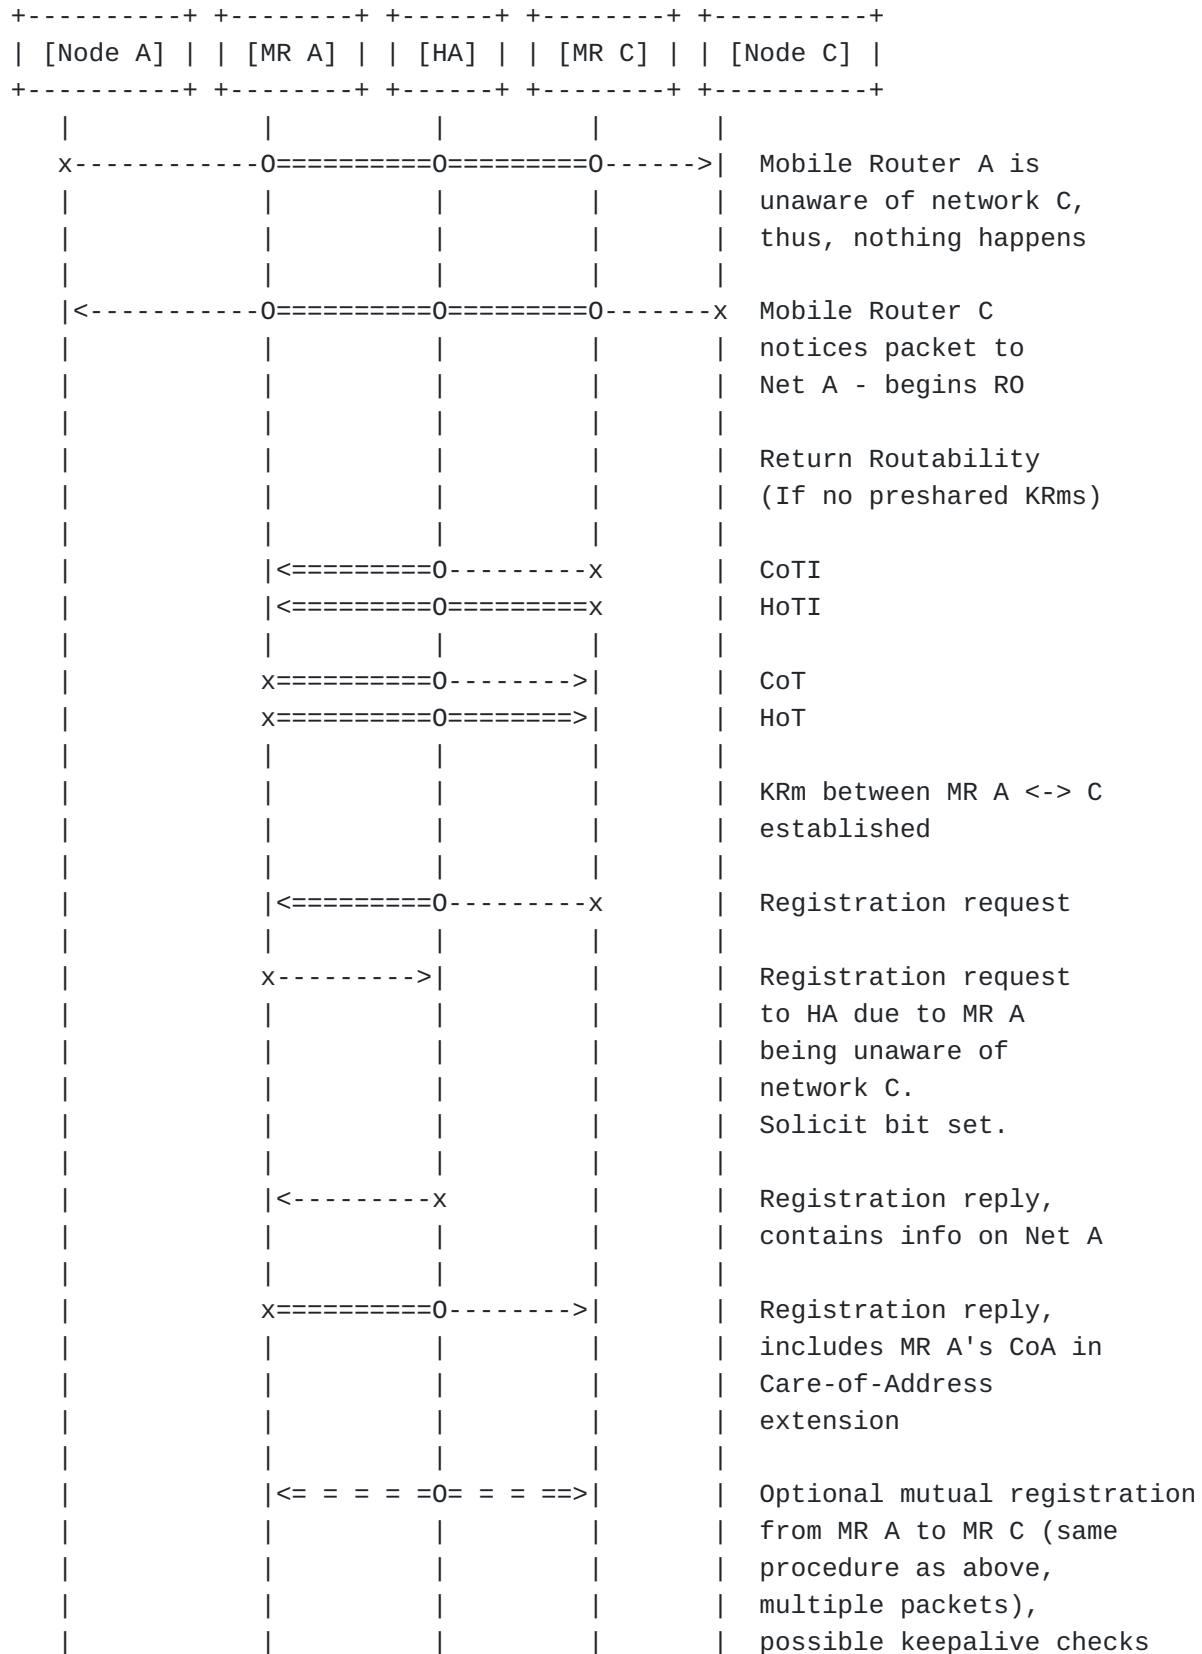 +----------+ +--------+ +------+ +--------+ +----------+
| [Node A] | | [MR A] | | [HA] | | [MR C] | | [Node C] |
+----------+ +--------+ +------+ +--------+ +----------+
   |            |          |         |       |
   x------------O==========O=========O------>|  Mobile Router A is
   |            |          |         |       |  unaware of network C,
   |            |          |         |       |  thus, nothing happens
   |            |          |         |       |
   |<-----------O==========O=========O-------x  Mobile Router C
   |            |          |         |       |  notices packet to
   |            |          |         |       |  Net A - begins RO
   |            |          |         |       |
   |            |          |         |       |  Return Routability
   |            |          |         |       |  (If no preshared KRms)
   |            |          |         |       |
   |            |<=========O---------x       |  CoTI
   |            |<=========O=========x       |  HoTI
   |            |          |         |       |
   |            x==========O-------->|       |  CoT
   |            x==========O========>|       |  HoT
   |            |          |         |       |
   |            |          |         |       |  KRm between MR A <-> C
   |            |          |         |       |  established
   |            |          |         |       |
   |            |<=========O---------x       |  Registration request
   |            |          |         |       |
   |            x--------->|         |       |  Registration request
   |            |          |         |       |  to HA due to MR A
   |            |          |         |       |  being unaware of
   |            |          |         |       |  network C.
   |            |          |         |       |  Solicit bit set.
   |            |          |         |       |
   |            |<---------x         |       |  Registration reply,
   |            |          |         |       |  contains info on Net A
   |            |          |         |       |
   |            x==========O-------->|       |  Registration reply,
   |            |          |         |       |  includes MR A's CoA in
   |            |          |         |       |  Care-of-Address
   |            |          |         |       |  extension
   |            |          |         |       |
   |            |<= = = = =O= = = ==>|       |  Optional mutual registration
   |            |          |         |       |  from MR A to MR C (same
   |            |          |         |       |  procedure as above,
   |            |          |         |       |  multiple packets),
   |            |          |         |       |  possible keepalive checks